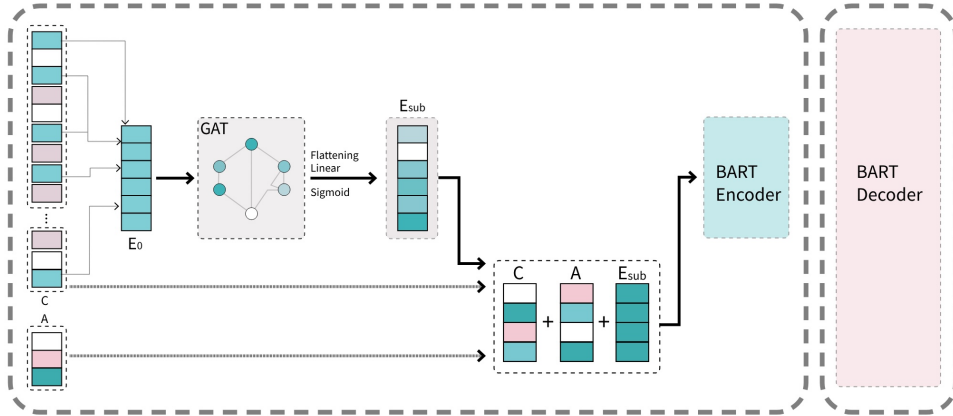 GAT
Esub
Flattening
Linear
Sigmoid
BART
Encoder
BART
Decoder
E0
...
C
A
C
A
Esub
+
+